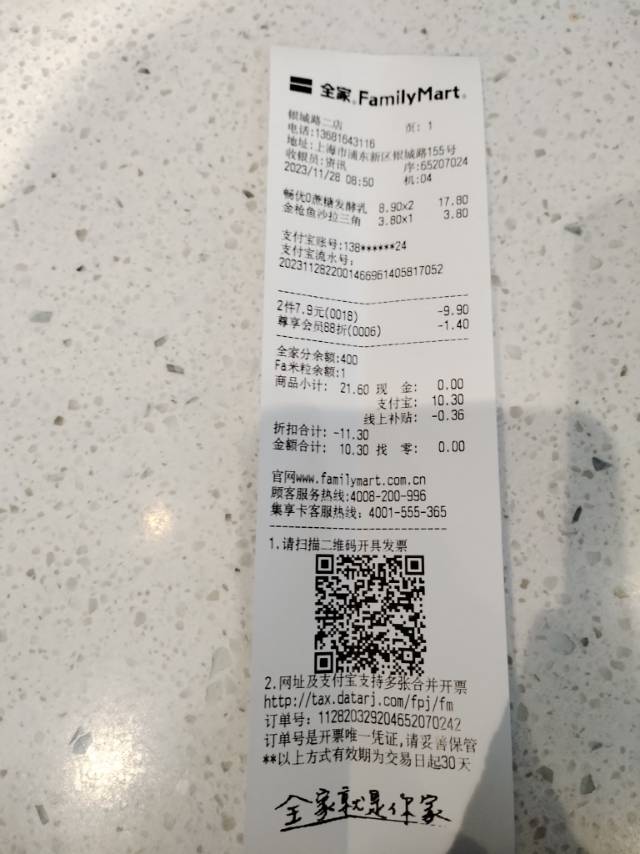 全家 FamilyMart
银城路二店 页: 1
电话:13681643116
地址:上海市浦东新区银城路155号
收银员:资讯 序:65207024
2023/11/28 08:50 机:04
畅优0蔗糖发酵乳 8.90x2 17.80
金枪鱼沙拉三角 3.80x1 3.80
支付宝账号:138******24
支付宝流水号:
2023112822001466961405817052
2件7.9元(0018) -9.90
尊享会员88折(0006) -1.40
全家分余额:400
Fa米粒余额:1
商品小计: 21.60 现 金: 0.00
支付宝: 10.30
线上补贴: -0.36
折扣合计: -11.30
金额合计: 10.30 找 零: 0.00
官网www.familymart.com.cn
顾客服务热线:4008-200-996
集享卡客服热线: 4001-555-365
1.请扫描二维码开具发票
2.网址及支付宝支持多张合并开票
http://tax.datarj.com/fpj/fm
订单号: 112820329204652070242
订单号是开票唯一凭证,请妥善保管
**以上方式有效期为交易日起30天
全家就是你家